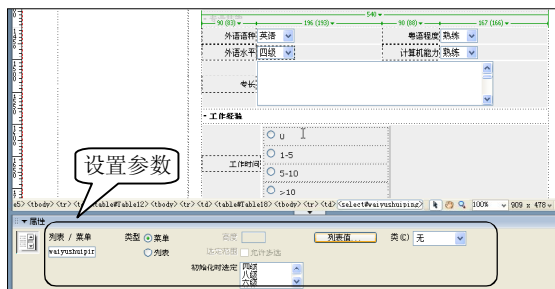 540
90 (83) 196 (193) 90 (88) 167 (166)
外语语种 英语 粤语程度 熟练
外语水平 四级 计算机能力 熟练
专长
- 工作经验
工作时间
0
1-5
5-10
>10
设置参数
<tbody> <tr> <table#Table12> <tbody> <tr> <td> <table#Table18> <tbody> <tr> <td> <select#waiyushuiping> 100% 909 x 478
属性
列表 / 菜单 类型 菜单 高度 列表值... 类(C) 无
waiyushuipir 列表 选定范围 允许多选
初始化时选定 四级
八级
六级